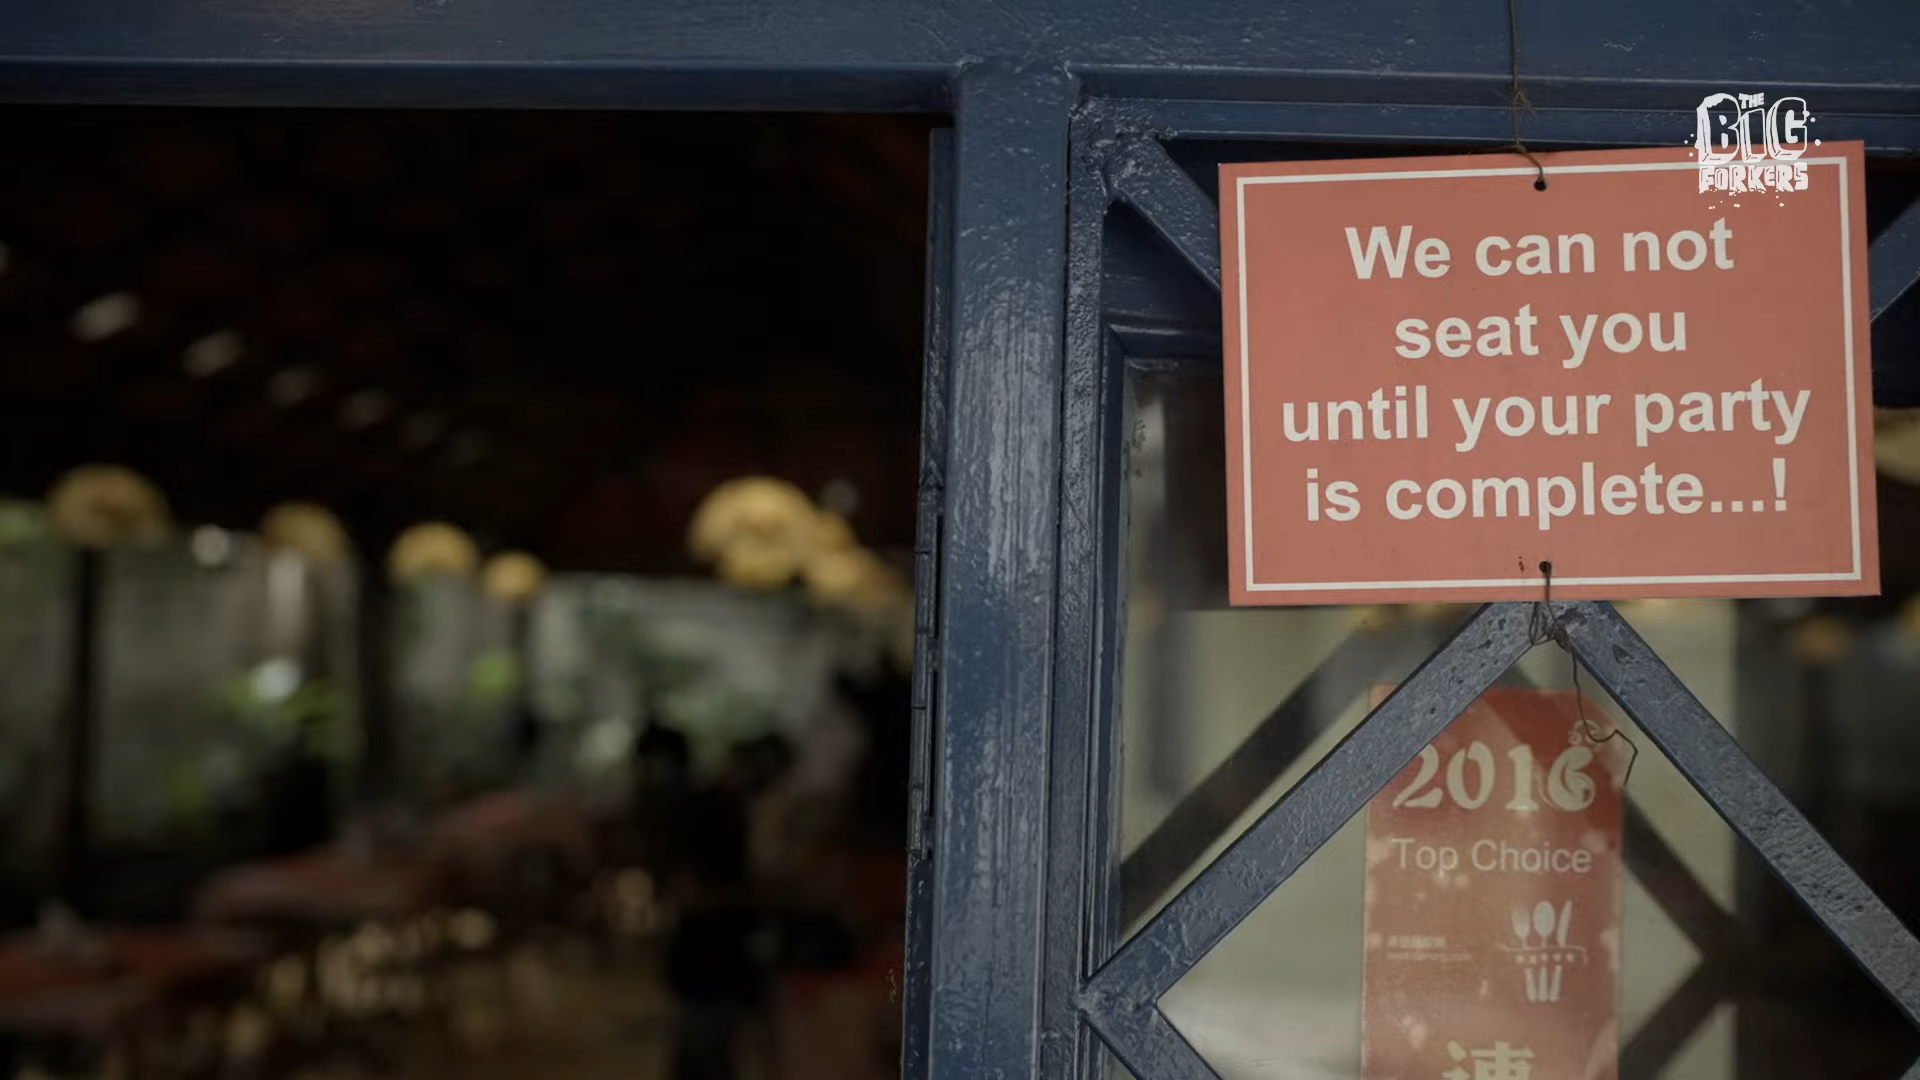 THE
BIG
FORKERS
We can not
seat you
until your party
is complete...!
2016
Top Choice